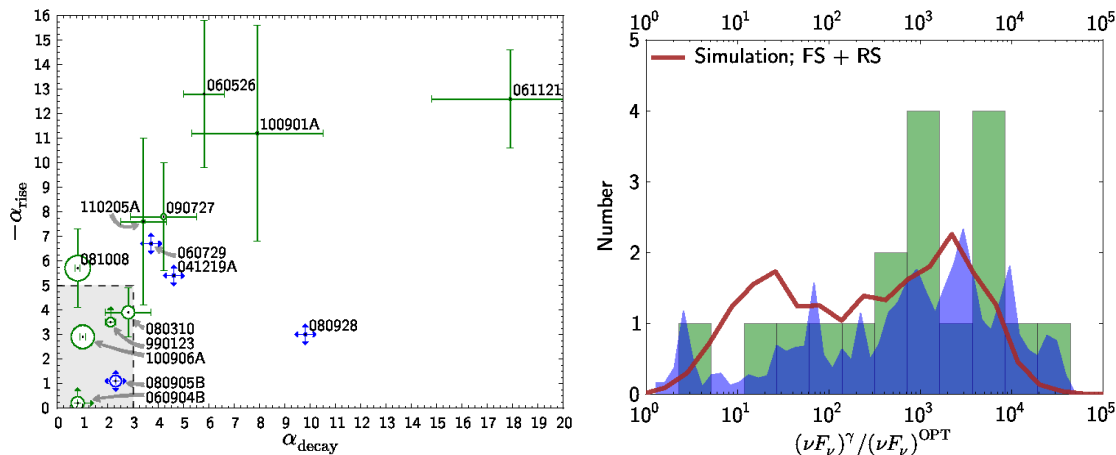 16
15
14
13
12
11
10
9
8
7
6
5
4
3
2
1
0
−α_rise
060526
061121
100901A
110205A
090727
060729
041219A
081008
080928
080310
990123
100906A
080905B
060904B
0 1 2 3 4 5 6 7 8 9 10 11 12 13 14 15 16 17 18 19 20
α_decay
10^0 10^1 10^2 10^3 10^4 10^5
5
4
3
2
1
0
Number
Simulation; FS + RS
10^0 10^1 10^2 10^3 10^4 10^5
(νF_ν)^γ/(νF_ν)^OPT